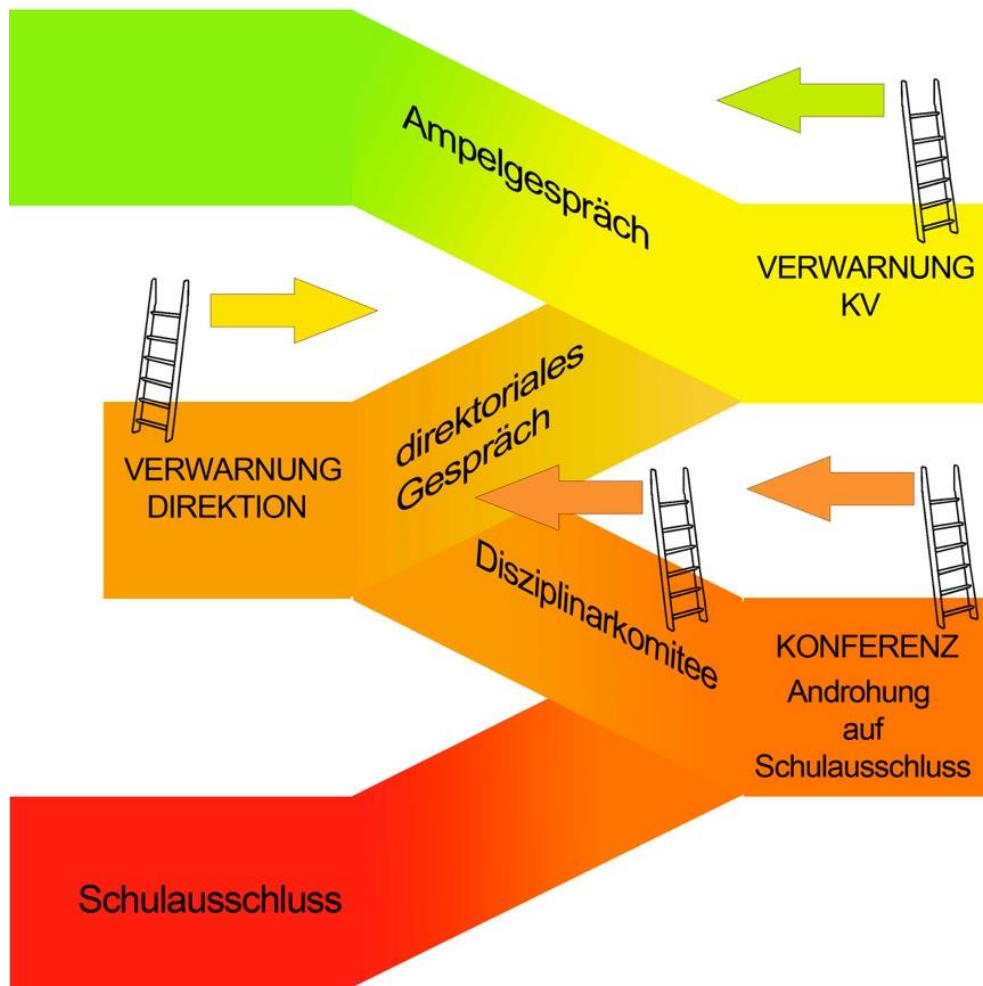 Ampelgespräch
VERWARNUNG
KV
direktoriales
Gespräch
VERWARNUNG
DIREKTION
Disziplinarkomitee
KONFERENZ
Androhung
auf
Schulausschluss
Schulausschluss